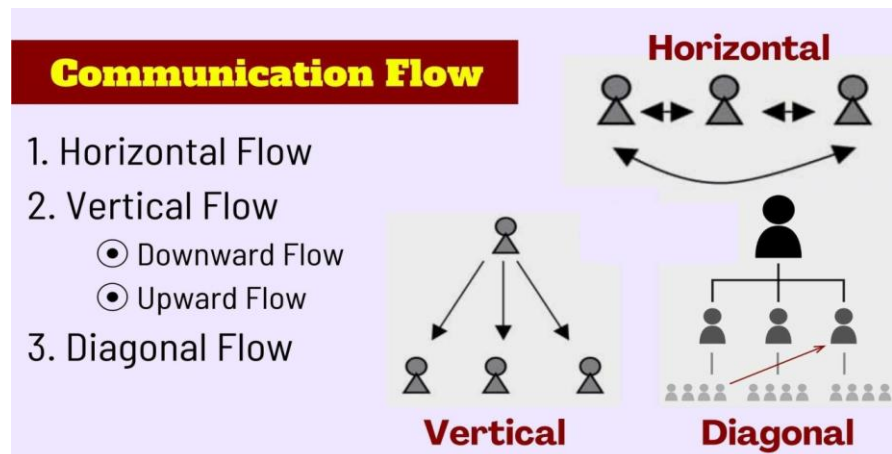 Communication Flow
1. Horizontal Flow
2. Vertical Flow
Downward Flow
Upward Flow
3. Diagonal Flow
Horizontal
Vertical
Diagonal